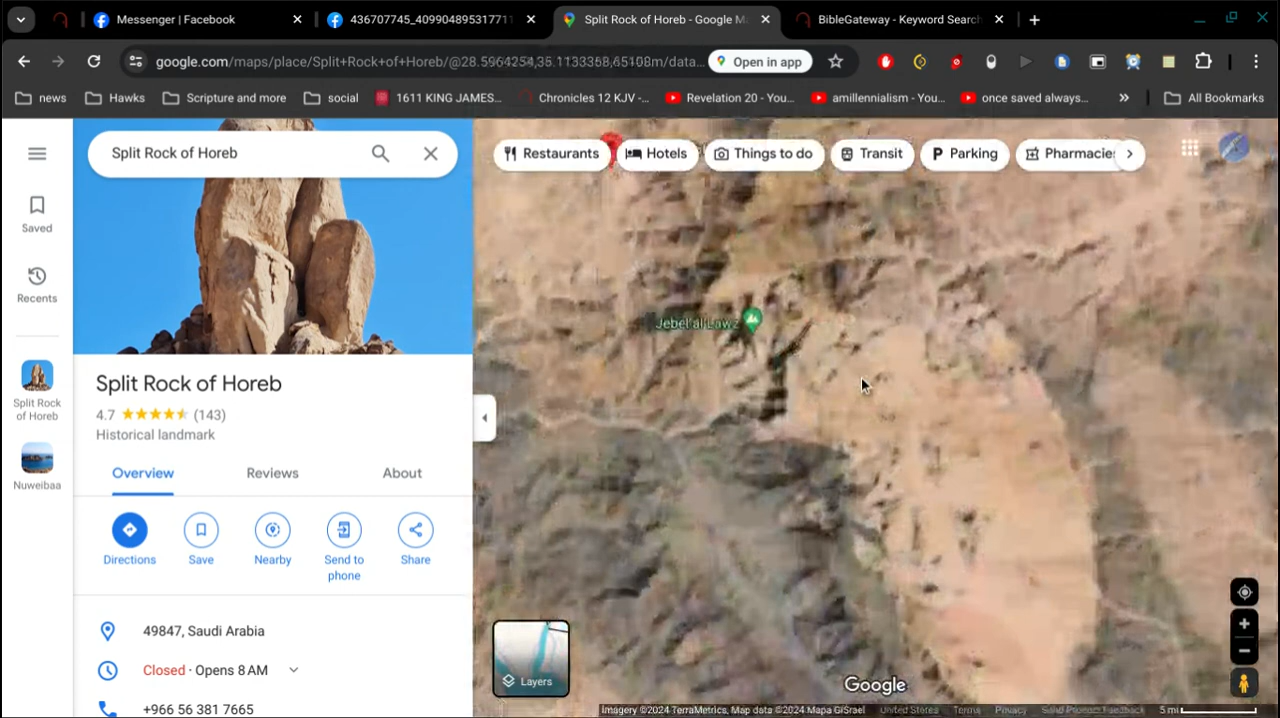 Messenger | Facebook
436707745_409904895317711
Split Rock of Horeb - Google M
BibleGateway - Keyword Search
google.com/maps/place/Split+Rock+of+Horeb/@28.5964254,35.1133358,65108m/data...
Open in app
news
Hawks
Scripture and more
social
1611 KING JAMES...
Chronicles 12 KJV -...
Revelation 20 - You...
amillennialism - You...
once saved always...
All Bookmarks
Split Rock of Horeb
Restaurants
Hotels
Things to do
Transit
Parking
Pharmacies
Saved
Recents
Split Rock
of Horeb
Nuweibaa
Split Rock of Horeb
4.7 (143)
Historical landmark
Overview
Reviews
About
Directions
Save
Nearby
Send to
phone
Share
49847, Saudi Arabia
Closed · Opens 8 AM
+966 56 381 7665
Jebel al Lawz
Layers
Google
Imagery ©2024 TerraMetrics, Map data ©2024 Mapa GISrael
United States
Terms
Privacy
Send Product Feedback
5 mi